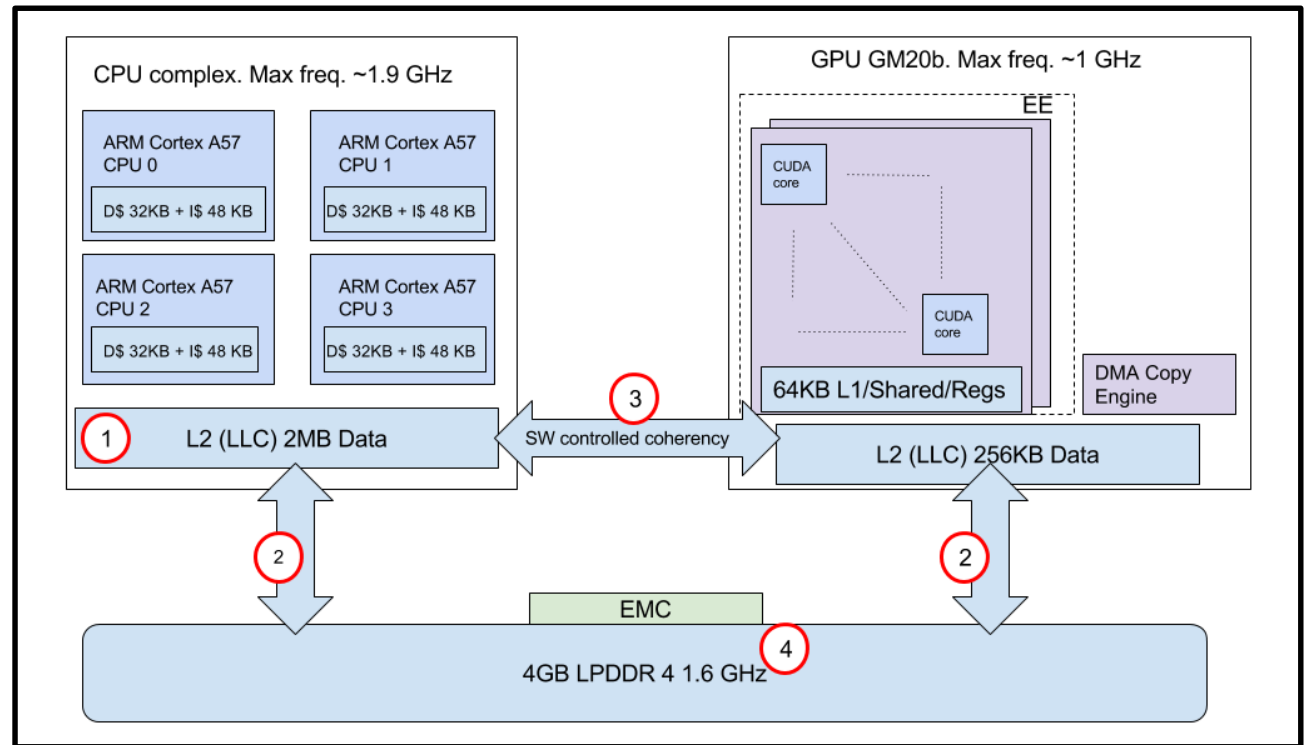 CPU complex. Max freq. ~1.9 GHz
ARM Cortex A57
CPU 0
D$ 32KB + I$ 48 KB
ARM Cortex A57
CPU 1
D$ 32KB + I$ 48 KB
ARM Cortex A57
CPU 2
D$ 32KB + I$ 48 KB
ARM Cortex A57
CPU 3
D$ 32KB + I$ 48 KB
1
L2 (LLC) 2MB Data
3
SW controlled coherency
GPU GM20b. Max freq. ~1 GHz
EE
CUDA
core
CUDA
core
64KB L1/Shared/Regs
DMA Copy
Engine
L2 (LLC) 256KB Data
2
2
EMC
4
4GB LPDDR 4 1.6 GHz